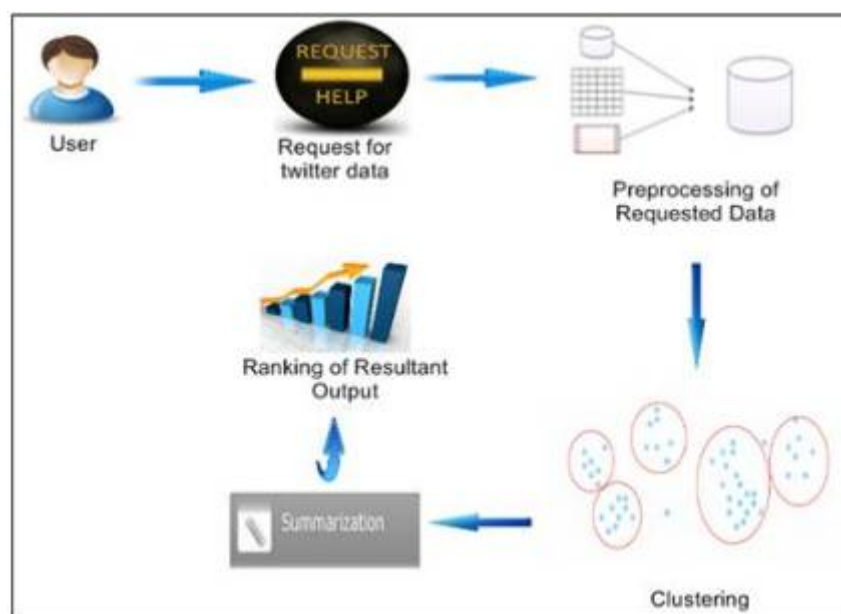 REQUEST
HELP
User
Request for
twitter data
Preprocessing of
Requested Data
Ranking of Resultant
Output
Summarization
Clustering